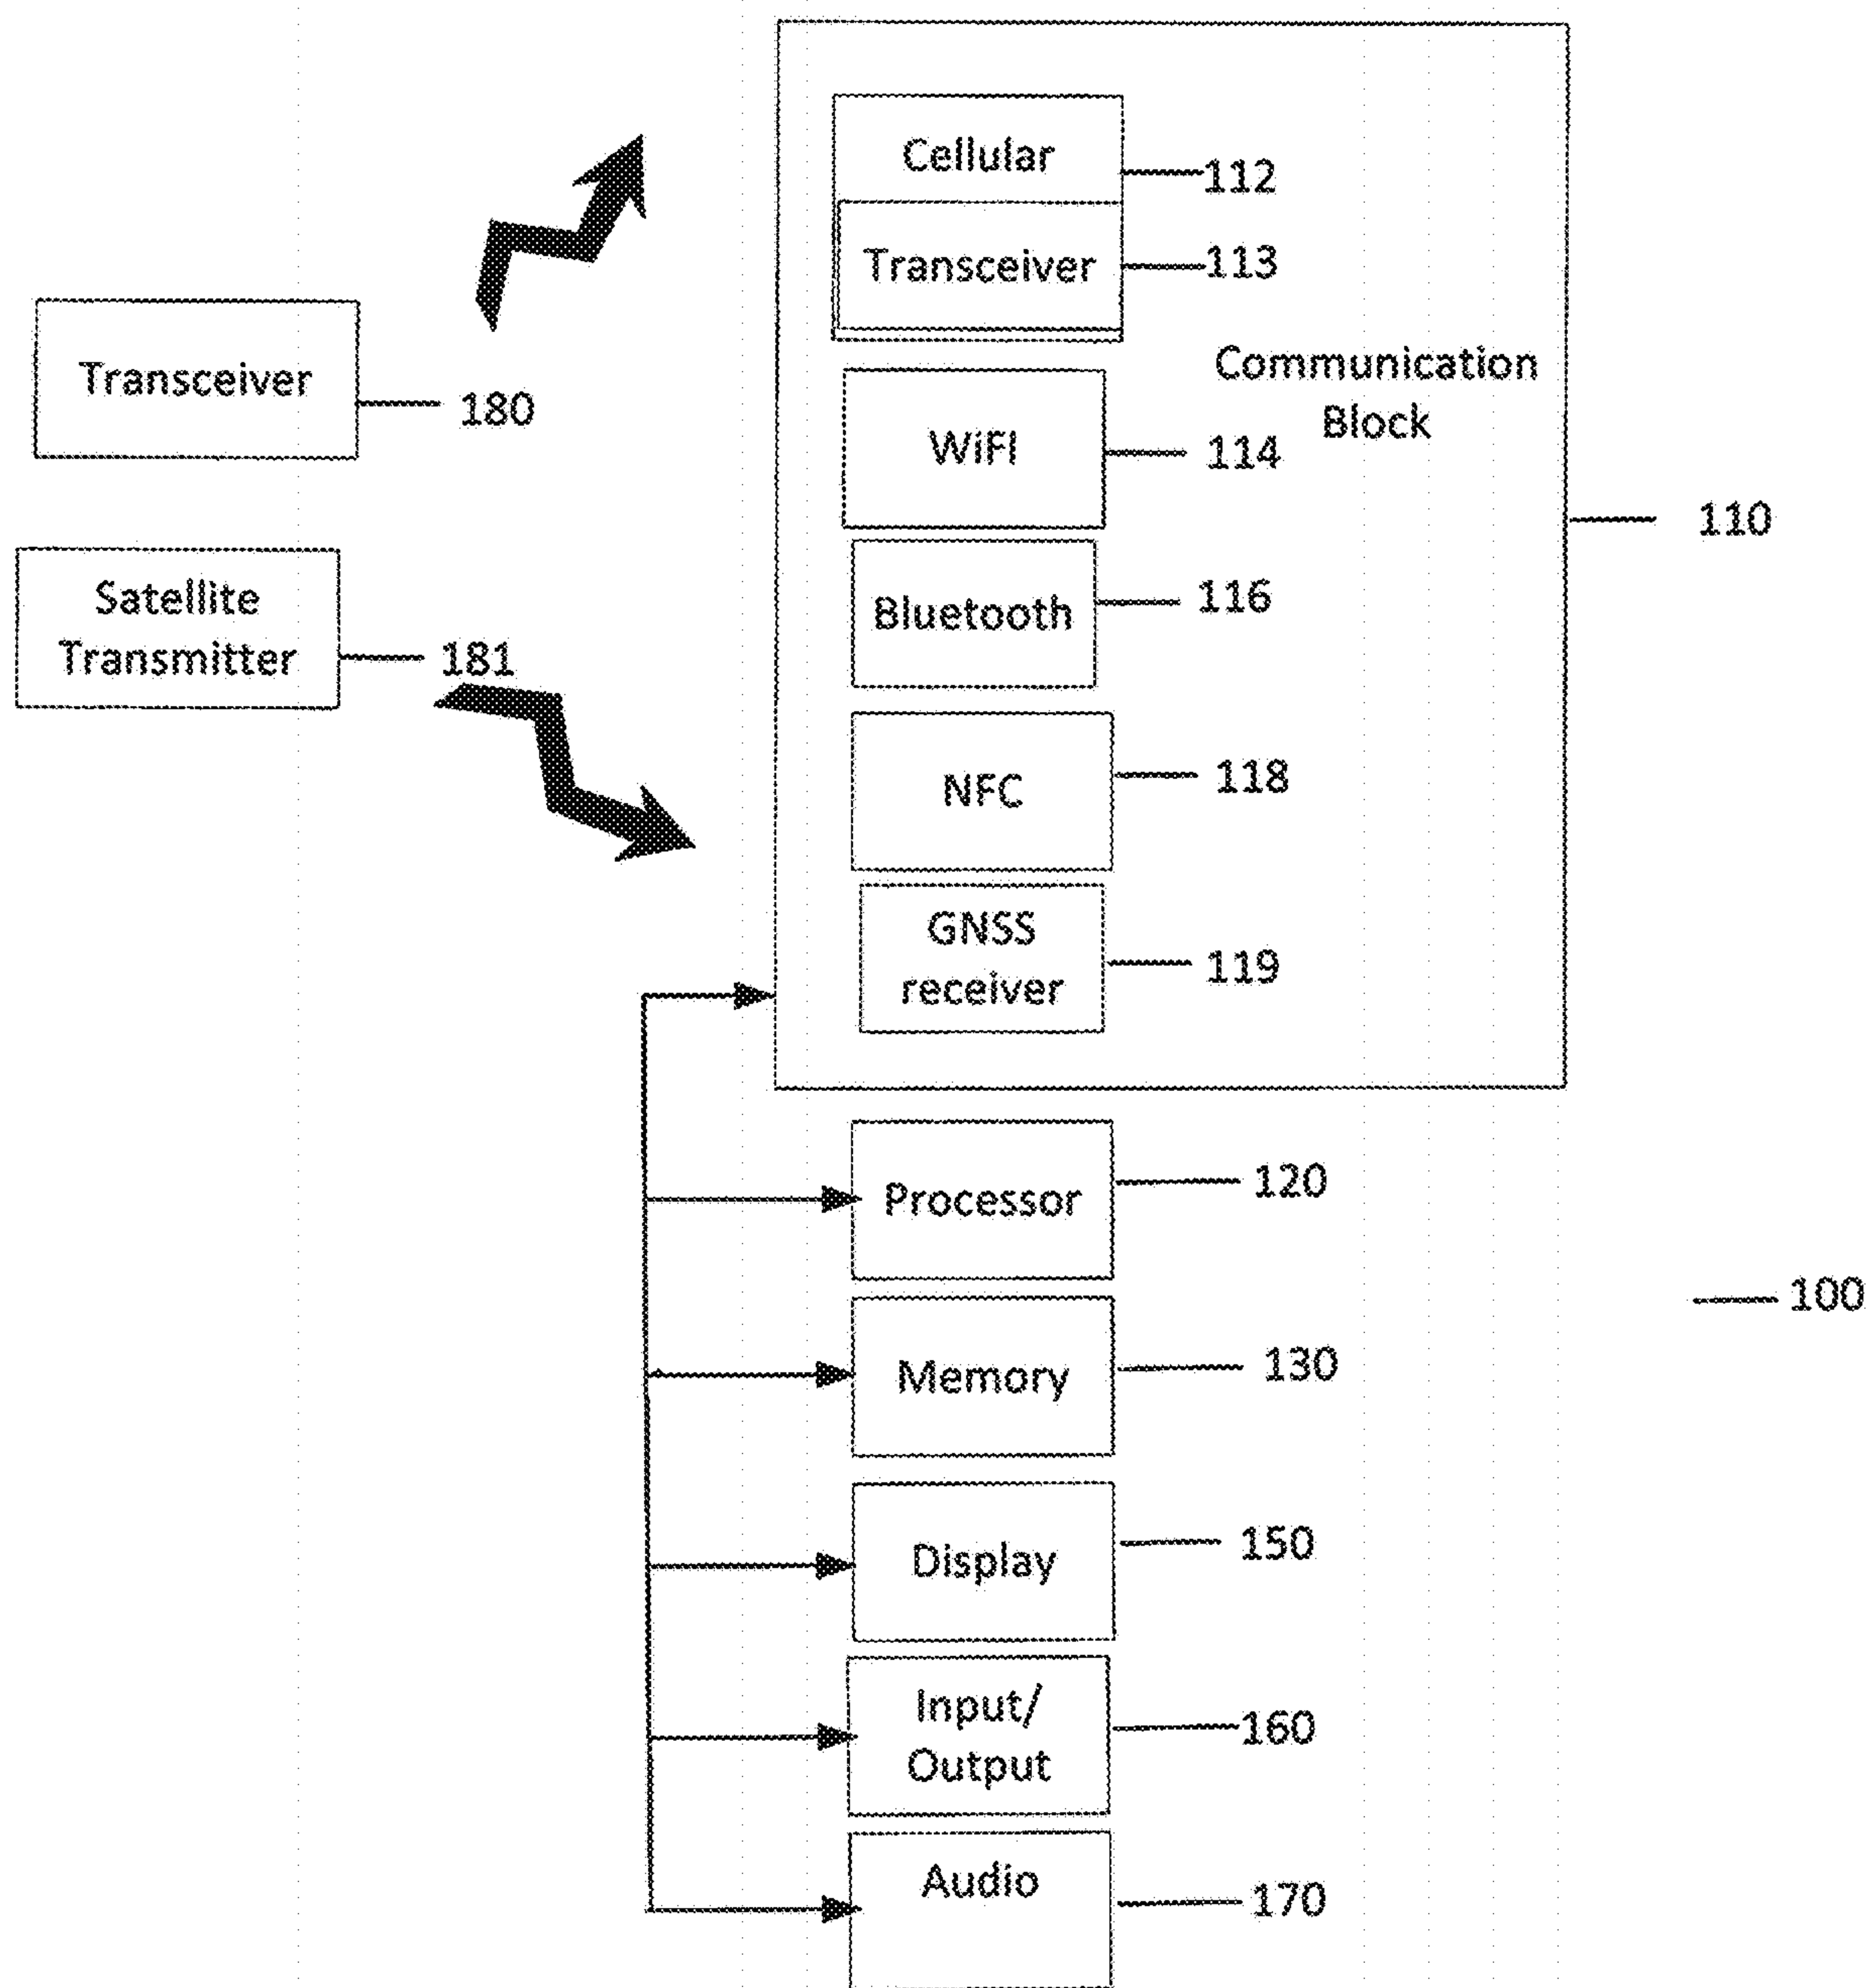 Cellular
112
Transceiver
113
Transceiver
180
Communication
Block
WiFI
114
110
Satellite
Transmitter
181
Bluetooth
116
NFC
118
GNSS
receiver
119
Processor
120
100
Memory
130
Display
150
Input/
Output
160
Audio
170